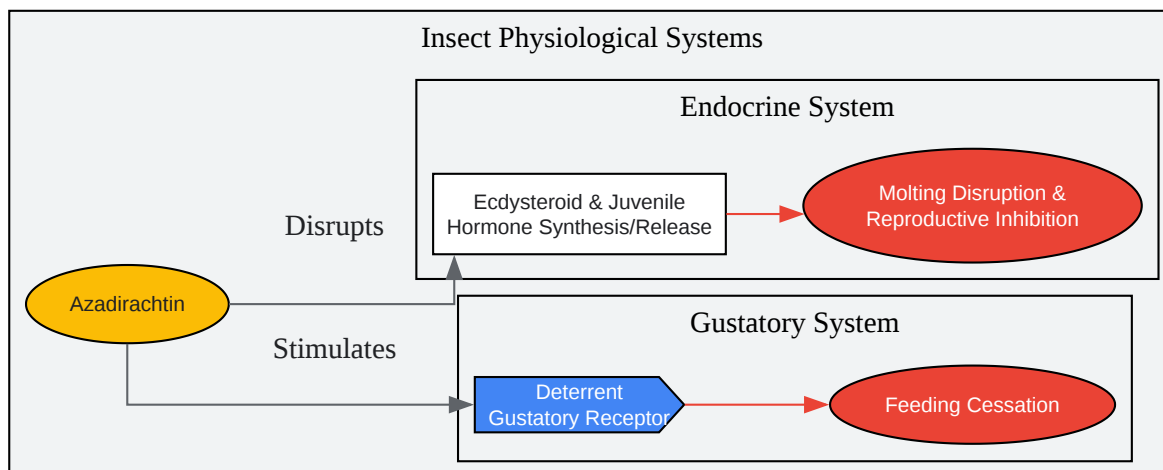 Insect Physiological Systems
Endocrine System
Ecdysteroid & Juvenile
Hormone Synthesis/Release
Molting Disruption &
Reproductive Inhibition
Disrupts
Azadirachtin
Stimulates
Gustatory System
Deterrent
Gustatory Receptor
Feeding Cessation